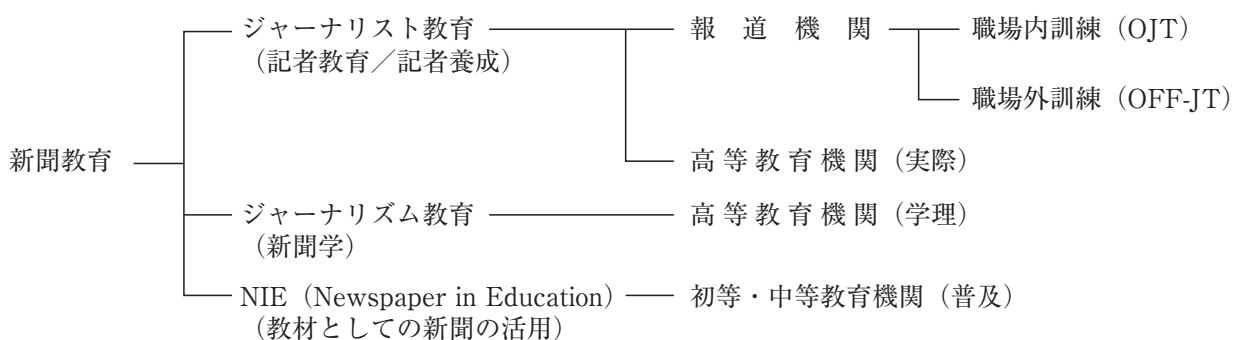 ジャーナリスト教育
(記者教育/記者養成)
報道機関
職場内訓練(OJT)
職場外訓練(OFF-JT)
新聞教育
高等教育機関(実際)
ジャーナリズム教育
(新聞学)
高等教育機関(学理)
NIE(Newspaper in Education)
(教材としての新聞の活用)
初等・中等教育機関(普及)